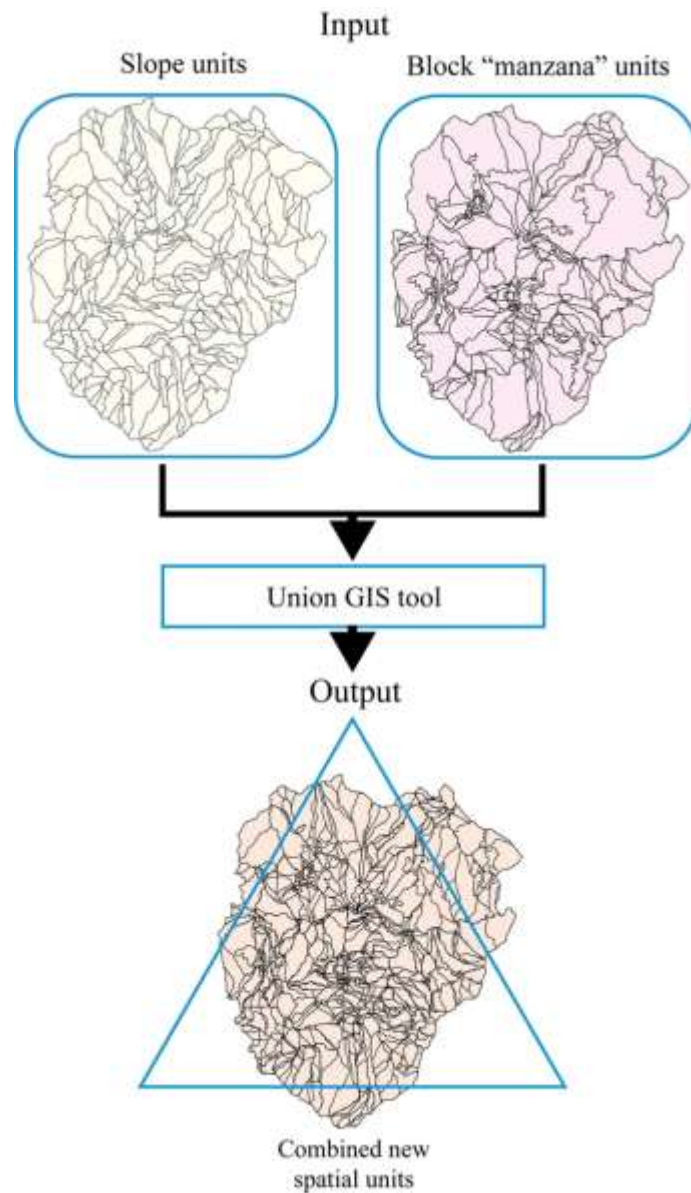 Input
Slope units
Block “manzana” units
Union GIS tool
Output
Combined new
spatial units